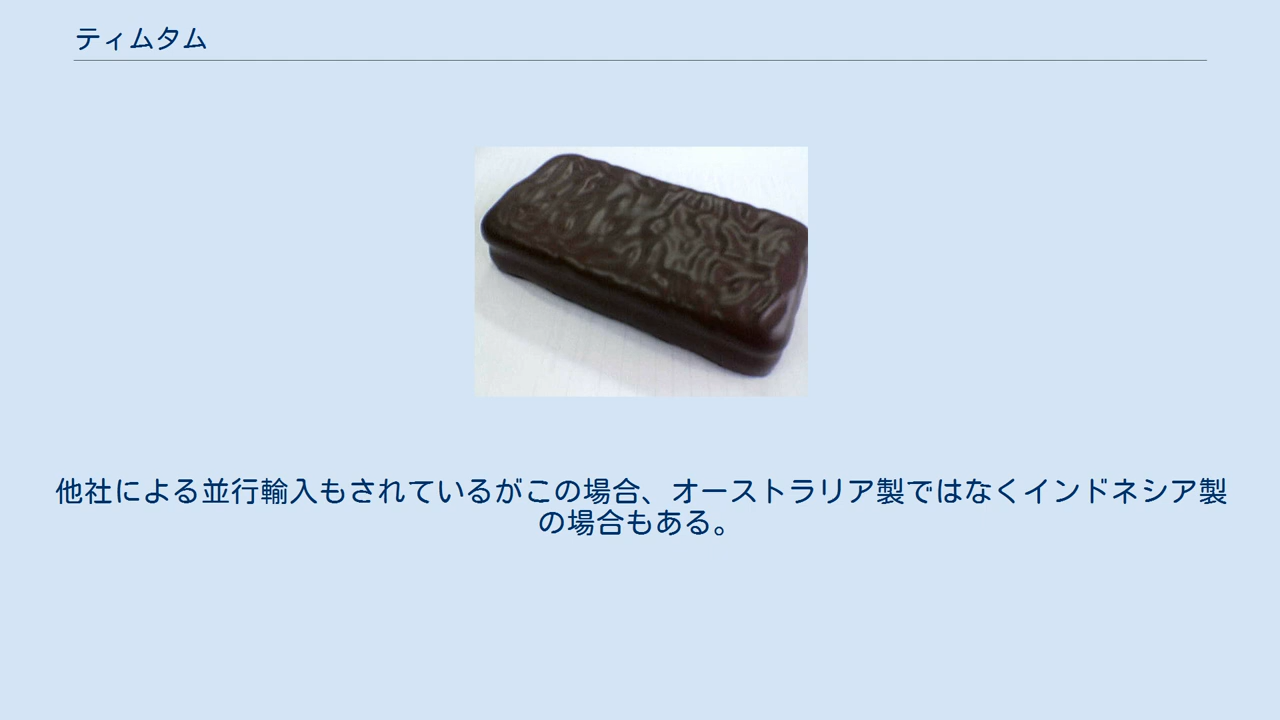 ティムタム
他社による並行輸入もされているがこの場合、オーストラリア製ではなくインドネシア製
の場合もある。